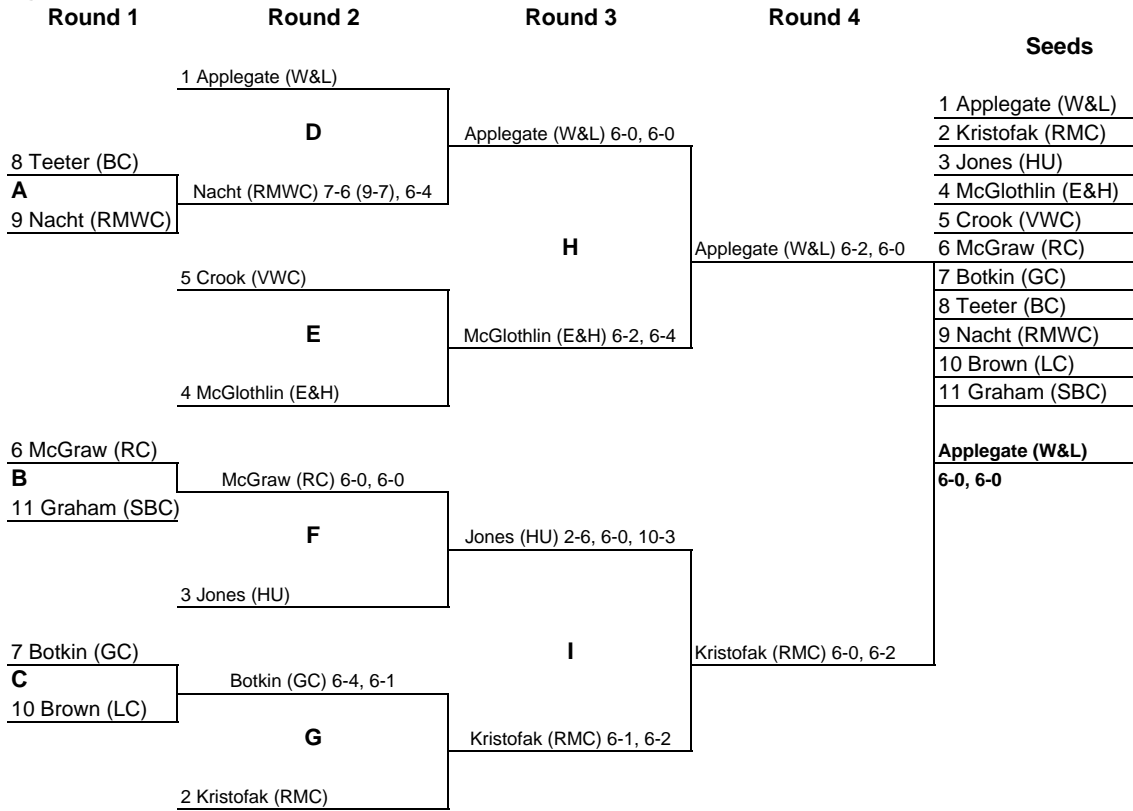 Round 1 Round 2 Round 3 Round 4
Seeds
1 Applegate (W&L)
1 Applegate (W&L)
D
Applegate (W&L) 6-0, 6-0
2 Kristofak (RMC)
8 Teeter (BC)
3 Jones (HU)
A
Nacht (RMWC) 7-6 (9-7), 6-4
4 McGlothlin (E&H)
9 Nacht (RMWC)
5 Crook (VWC)
H
Applegate (W&L) 6-2, 6-0
6 McGraw (RC)
5 Crook (VWC)
7 Botkin (GC)
8 Teeter (BC)
E
McGlothlin (E&H) 6-2, 6-4
9 Nacht (RMWC)
10 Brown (LC)
4 McGlothlin (E&H)
11 Graham (SBC)
6 McGraw (RC)
Applegate (W&L)
B
McGraw (RC) 6-0, 6-0
6-0, 6-0
11 Graham (SBC)
F
Jones (HU) 2-6, 6-0, 10-3
3 Jones (HU)
7 Botkin (GC)
I
Kristofak (RMC) 6-0, 6-2
C
Botkin (GC) 6-4, 6-1
10 Brown (LC)
G
Kristofak (RMC) 6-1, 6-2
2 Kristofak (RMC)